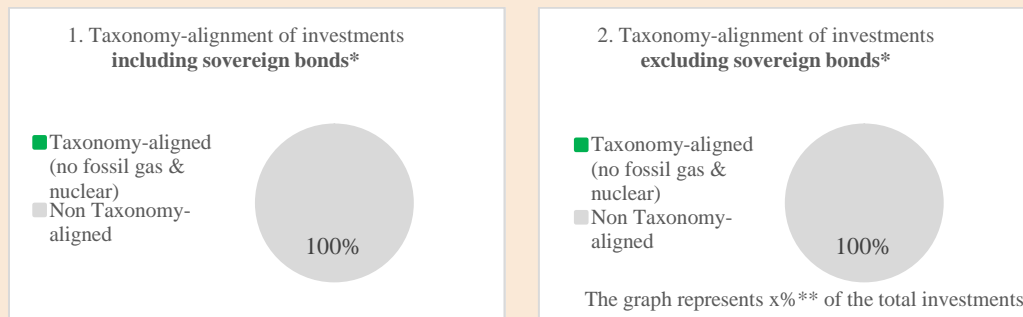 1. Taxonomy-alignment of investments
including sovereign bonds*
Taxonomy-aligned
(no fossil gas &
nuclear)
Non Taxonomy-
aligned
100%
2. Taxonomy-alignment of investments
excluding sovereign bonds*
Taxonomy-aligned
(no fossil gas &
nuclear)
Non Taxonomy-
aligned
100%
The graph represents x%** of the total investments